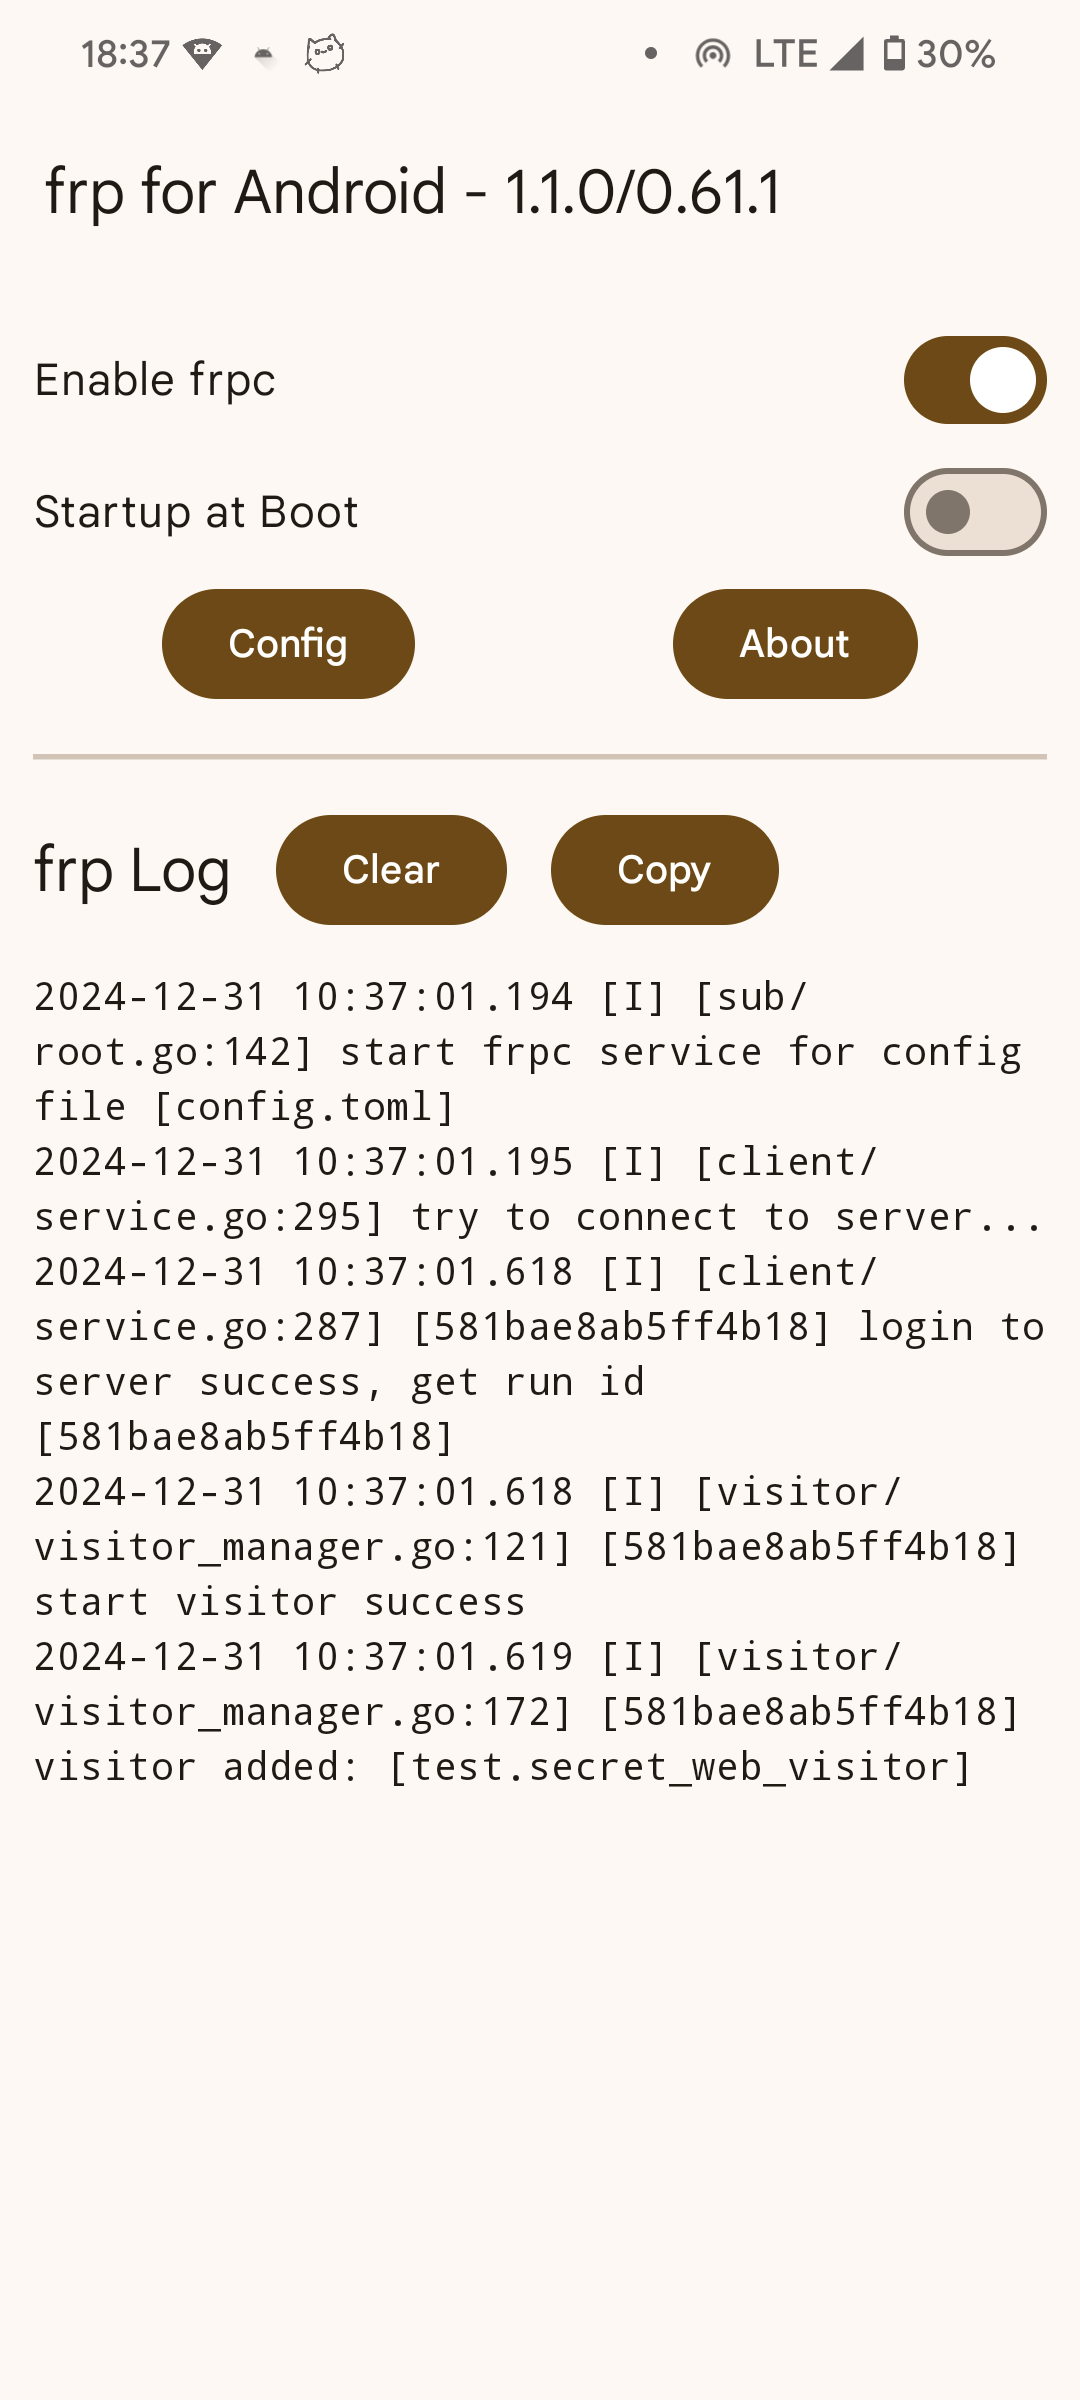 18:37 LTE 30%
frp for Android - 1.1.0/0.61.1
Enable frpc
Startup at Boot
Config About
frp Log Clear Copy
2024-12-31 10:37:01.194 [I] [sub/
root.go:142] start frpc service for config
file [config.toml]
2024-12-31 10:37:01.195 [I] [client/
service.go:295] try to connect to server...
2024-12-31 10:37:01.618 [I] [client/
service.go:287] [581bae8ab5ff4b18] login to
server success, get run id
[581bae8ab5ff4b18]
2024-12-31 10:37:01.618 [I] [visitor/
visitor_manager.go:121] [581bae8ab5ff4b18]
start visitor success
2024-12-31 10:37:01.619 [I] [visitor/
visitor_manager.go:172] [581bae8ab5ff4b18]
visitor added: [test.secret_web_visitor]